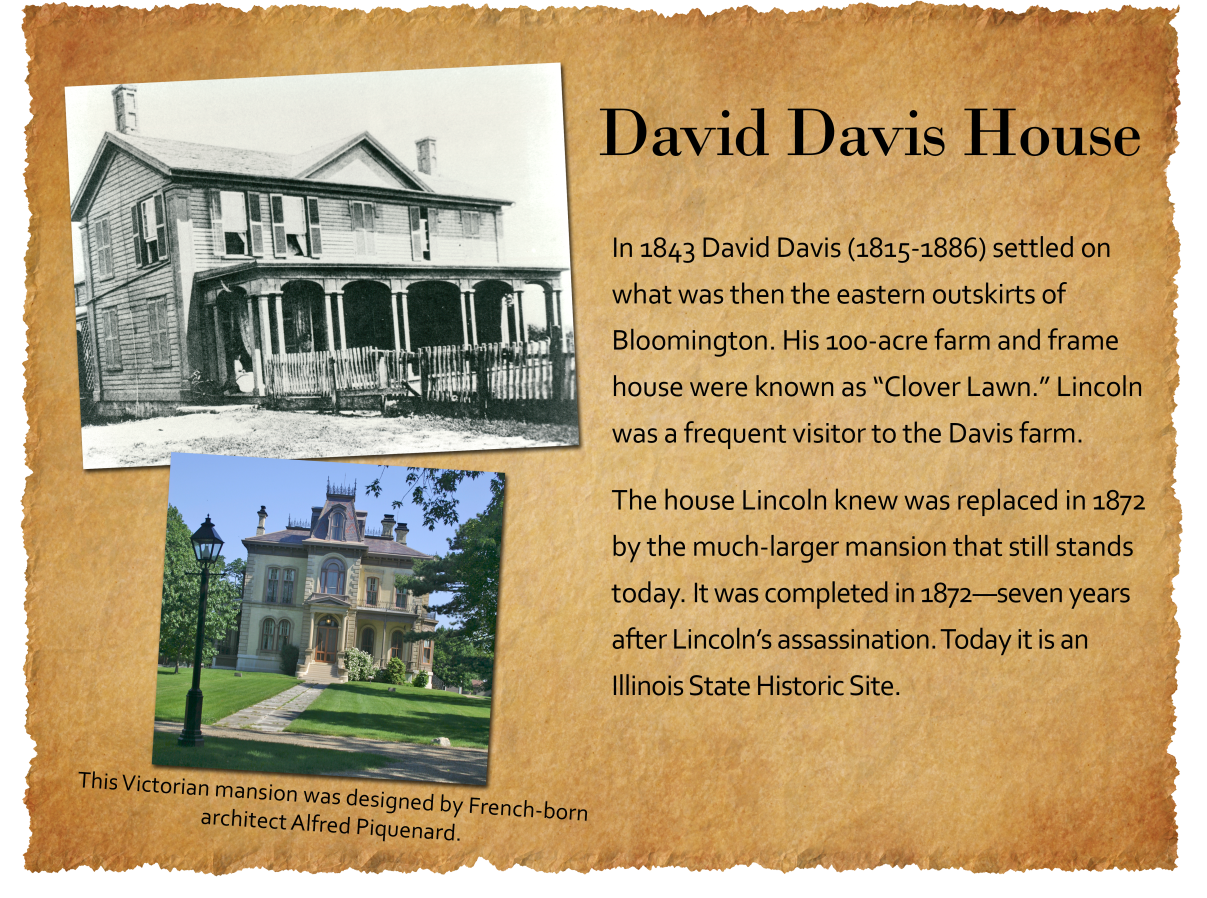 David Davis House
In 1843 David Davis (1815-1886) settled on
what was then the eastern outskirts of
Bloomington. His 100-acre farm and frame
house were known as “Clover Lawn.” Lincoln
was a frequent visitor to the Davis farm.
The house Lincoln knew was replaced in 1872
by the much-larger mansion that still stands
today. It was completed in 1872—seven years
after Lincoln’s assassination. Today it is an
Illinois State Historic Site.
This Victorian mansion was designed by French-born
architect Alfred Piquenard.